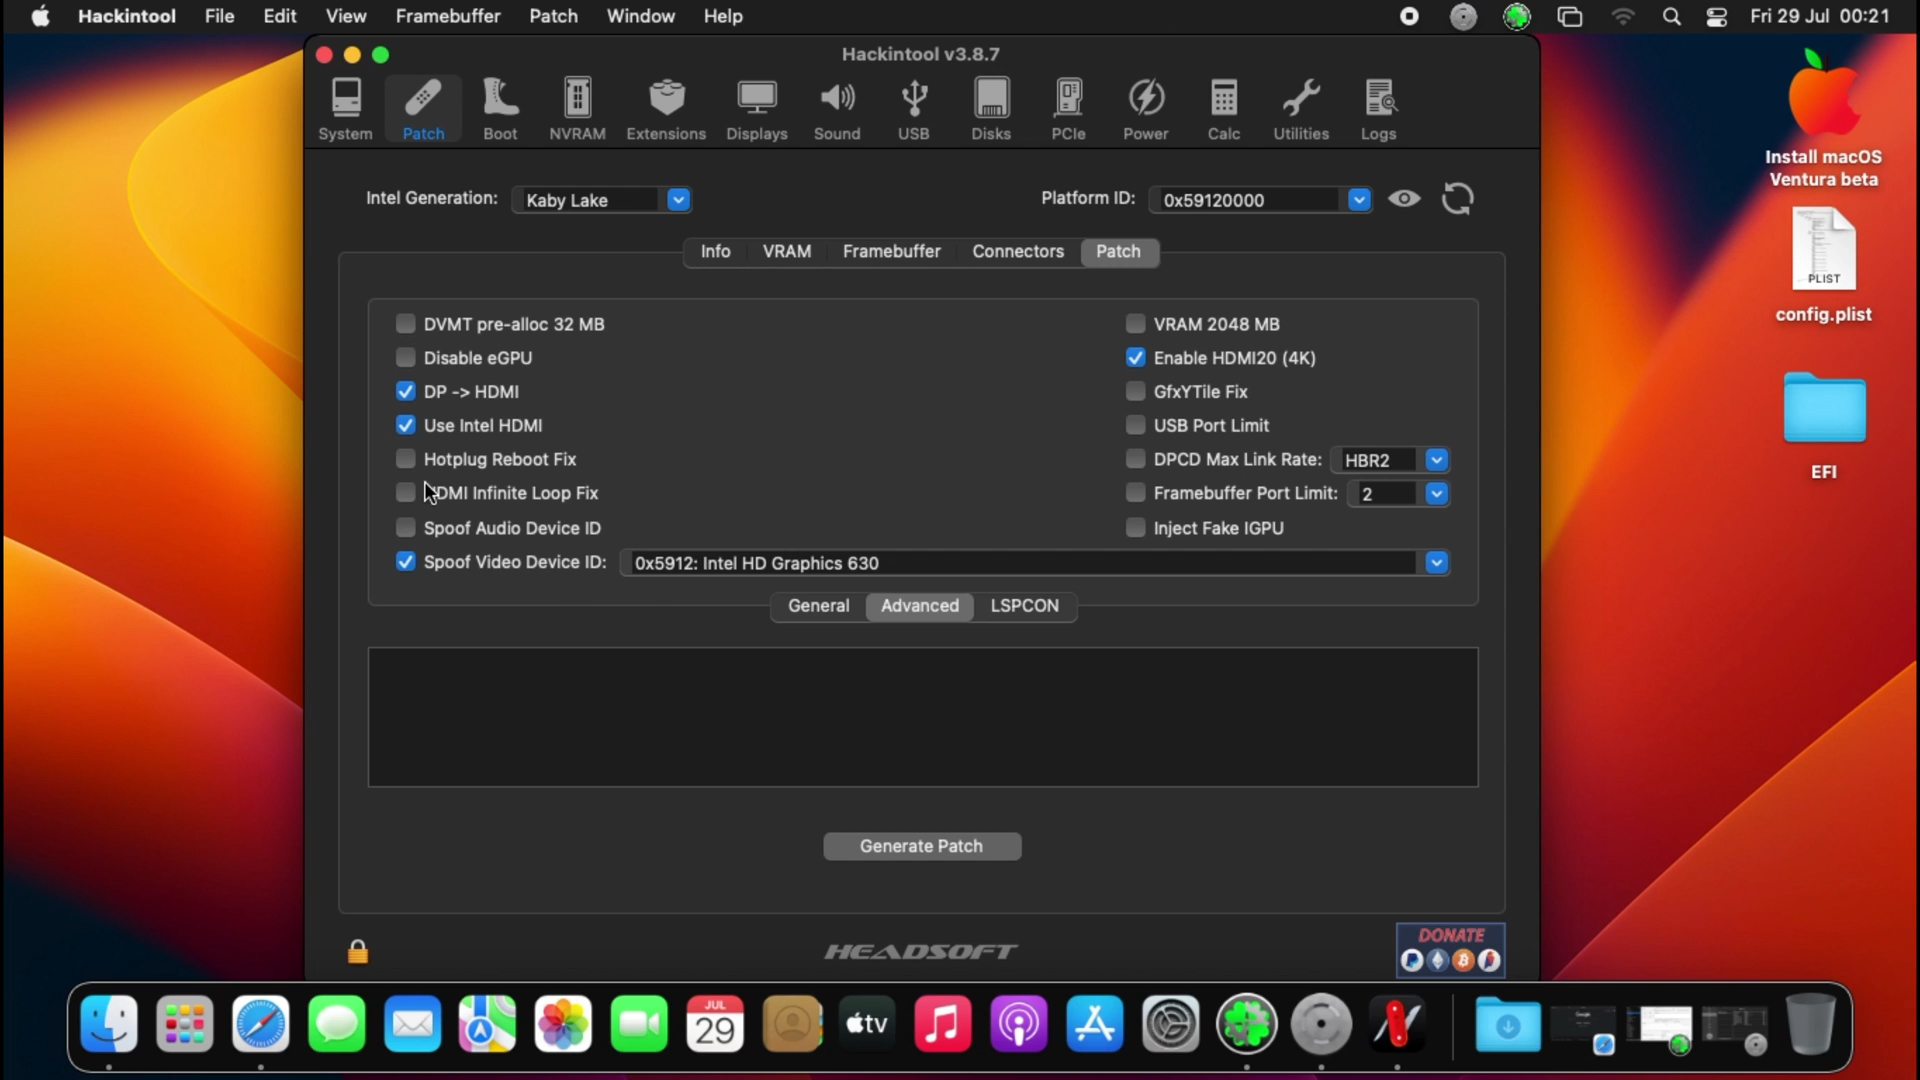 Hackintool File Edit View Framebuffer Patch Window Help Fri 29 Jul 00:21
Hackintool v3.8.7
System Patch Boot NVRAM Extensions Displays Sound USB Disks PCIe Power Calc Utilities Logs
Intel Generation: Kaby Lake Platform ID: 0x59120000
Info VRAM Framebuffer Connectors Patch
DVMT pre-alloc 32 MB VRAM 2048 MB
Disable eGPU Enable HDMI20 (4K)
DP -> HDMI GfxYTile Fix
Use Intel HDMI USB Port Limit
Hotplug Reboot Fix DPCD Max Link Rate: HBR2
HDMI Infinite Loop Fix Framebuffer Port Limit: 2
Spoof Audio Device ID Inject Fake IGPU
Spoof Video Device ID: 0x5912: Intel HD Graphics 630
General Advanced LSPCON
Generate Patch
HEADSOFT
DONATE
Install macOS
Ventura beta
PLIST
config.plist
EFI
JUL
29
tv